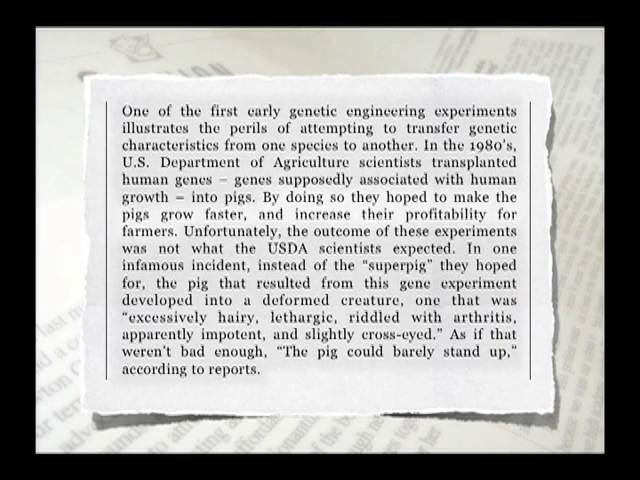 One of the first early genetic engineering experiments
illustrates the perils of attempting to transfer genetic
characteristics from one species to another. In the 1980's,
U.S. Department of Agriculture scientists transplanted
human genes – genes supposedly associated with human
growth – into pigs. By doing so they hoped to make the
pigs grow faster, and increase their profitability for
farmers. Unfortunately, the outcome of these experiments
was not what the USDA scientists expected. In one
infamous incident, instead of the “superpig” they hoped
for, the pig that resulted from this gene experiment
developed into a deformed creature, one that was
“excessively hairy, lethargic, riddled with arthritis,
apparently impotent, and slightly cross-eyed.” As if that
weren't bad enough, “The pig could barely stand up,”
according to reports.